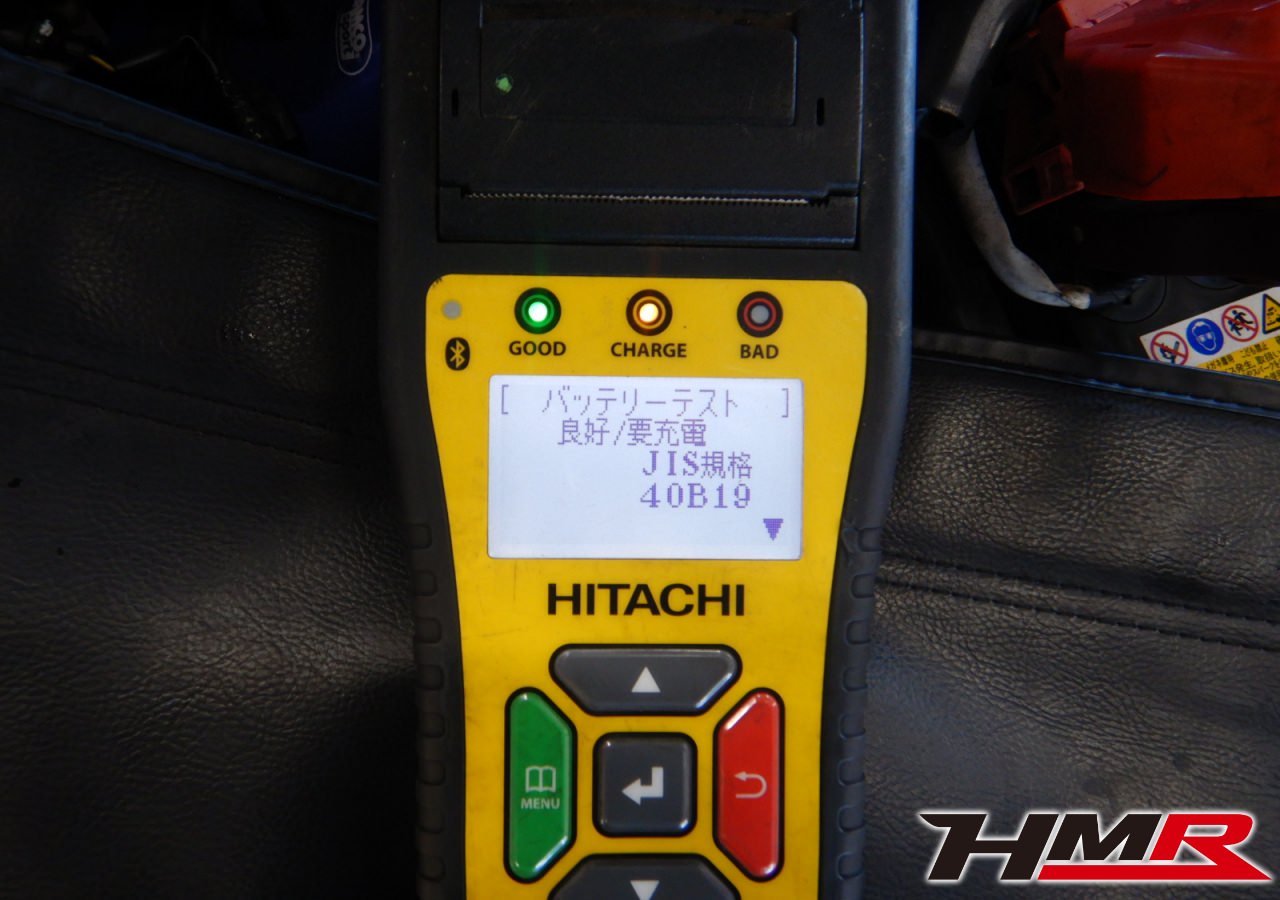 GOOD CHARGE BAD
[ バッテリーテスト ]
良好/要充電
JIS規格
40B19
▼
HITACHI
▲
MENU
▼
HMR